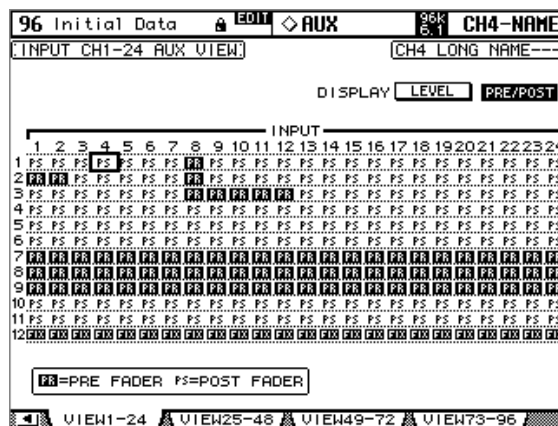 96 Initial Data EDIT ◇AUX 96k 6.1 CH4-NAME
INPUT CH1-24 AUX VIEW CH4 LONG NAME---
DISPLAY LEVEL PRE/POST
INPUT
1 2 3 4 5 6 7 8 9 10 11 12 13 14 15 16 17 18 19 20 21 22 23 24
1 PS PS PS PS PS PS PS PR PS PS PS PS PS PS PS PS PS PS PS PS PS PS PS PS
2 PR PR PS PS PS PS PS PR PS PS PS PS PS PS PS PS PS PS PS PS PS PS PS PS
3 PS PS PS PS PS PS PS PR PR PR PR PR PS PS PS PS PS PS PS PS PS PS PS PS
4 PS PS PS PS PS PS PS PS PS PS PS PS PS PS PS PS PS PS PS PS PS PS PS PS
5 PS PS PS PS PS PS PS PS PS PS PS PS PS PS PS PS PS PS PS PS PS PS PS PS
6 PS PS PS PS PS PS PS PS PS PS PS PS PS PS PS PS PS PS PS PS PS PS PS PS
7 PR PR PR PR PR PR PR PR PR PR PR PR PR PR PR PR PR PR PR PR PR PR PR PR
8 PR PR PR PR PR PR PR PR PR PR PR PR PR PR PR PR PR PR PR PR PR PR PR PR
9 PR PR PR PR PR PR PR PR PR PR PR PR PR PR PR PR PR PR PR PR PR PR PR PR
10 PS PS PS PS PS PS PS PS PS PS PS PS PS PS PS PS PS PS PS PS PS PS PS PS
11 PS PS PS PS PS PS PS PS PS PS PS PS PS PS PS PS PS PS PS PS PS PS PS PS
12 FIX FIX FIX FIX FIX FIX FIX FIX FIX FIX FIX FIX FIX FIX FIX FIX FIX FIX FIX FIX FIX FIX FIX FIX
PR=PRE FADER PS=POST FADER
VIEW1-24 VIEW25-48 VIEW49-72 VIEW73-96